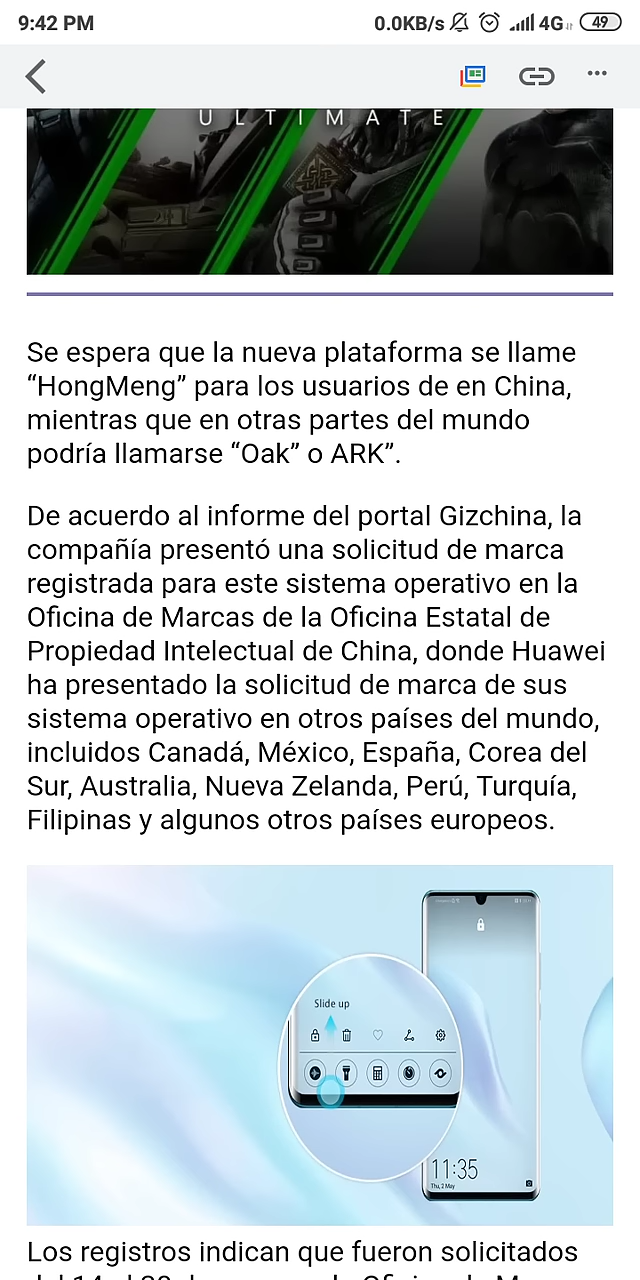 9:42 PM 0.0KB/s 4G 49
ULTIMATE
Se espera que la nueva plataforma se llame
“HongMeng” para los usuarios de en China,
mientras que en otras partes del mundo
podría llamarse “Oak” o ARK”.
De acuerdo al informe del portal Gizchina, la
compañía presentó una solicitud de marca
registrada para este sistema operativo en la
Oficina de Marcas de la Oficina Estatal de
Propiedad Intelectual de China, donde Huawei
ha presentado la solicitud de marca de sus
sistema operativo en otros países del mundo,
incluidos Canadá, México, España, Corea del
Sur, Australia, Nueva Zelanda, Perú, Turquía,
Filipinas y algunos otros países europeos.
Slide up
11:35
Thu, 2 May
Los registros indican que fueron solicitados